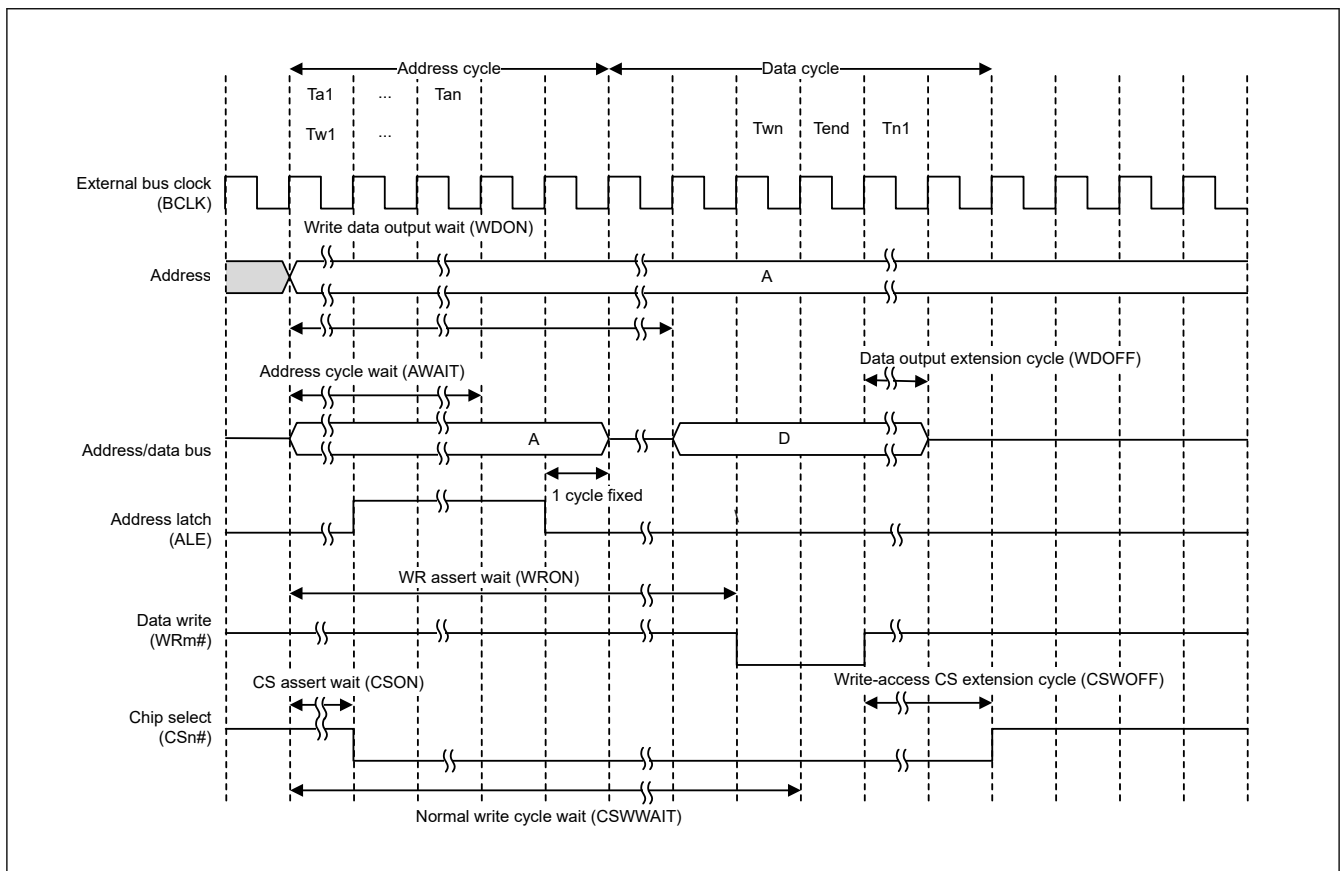 Address cycle
Data cycle
Ta1 ... Tan
Tw1 ...
Twn Tend Tn1
External bus clock
(BCLK)
Write data output wait (WDON)
Address
A
Data output extension cycle (WDOFF)
Address cycle wait (AWAIT)
Address/data bus
A
D
1 cycle fixed
Address latch
(ALE)
WR assert wait (WRON)
Data write
(WRm#)
CS assert wait (CSON)
Write-access CS extension cycle (CSWOFF)
Chip select
(CSn#)
Normal write cycle wait (CSWWAIT)